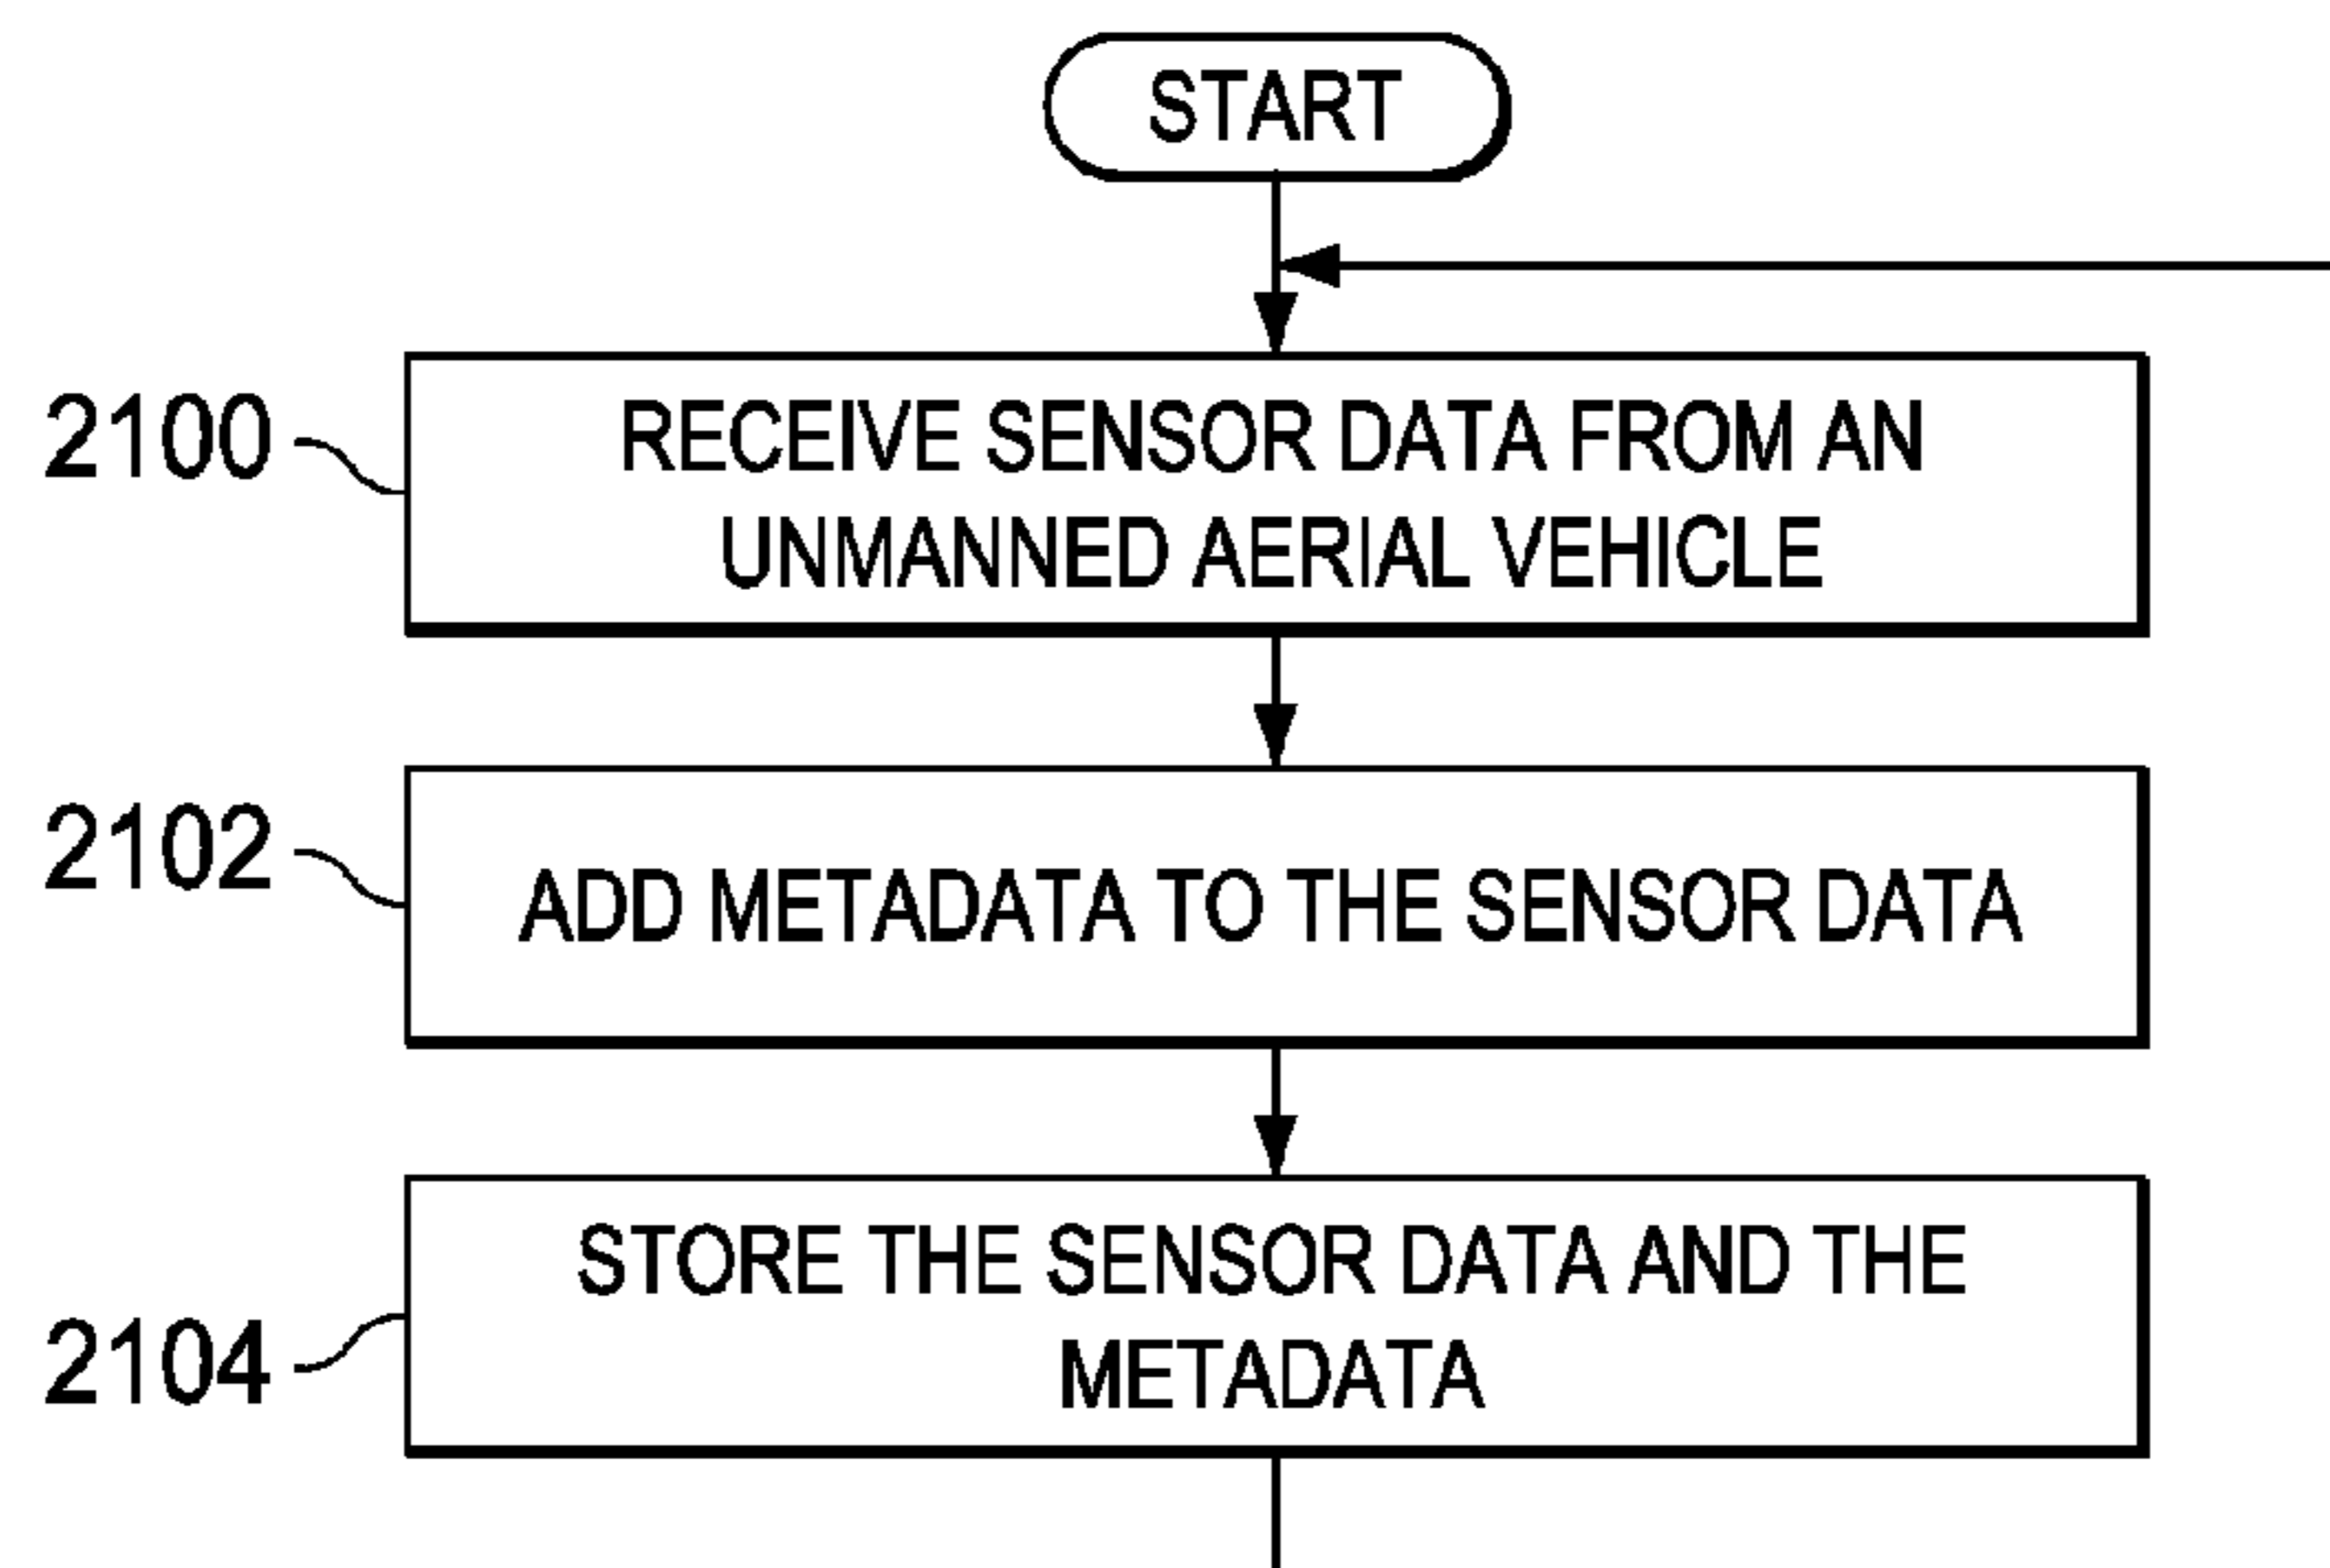 START
2100
RECEIVE SENSOR DATA FROM AN
UNMANNED AERIAL VEHICLE
2102
ADD METADATA TO THE SENSOR DATA
2104
STORE THE SENSOR DATA AND THE
METADATA